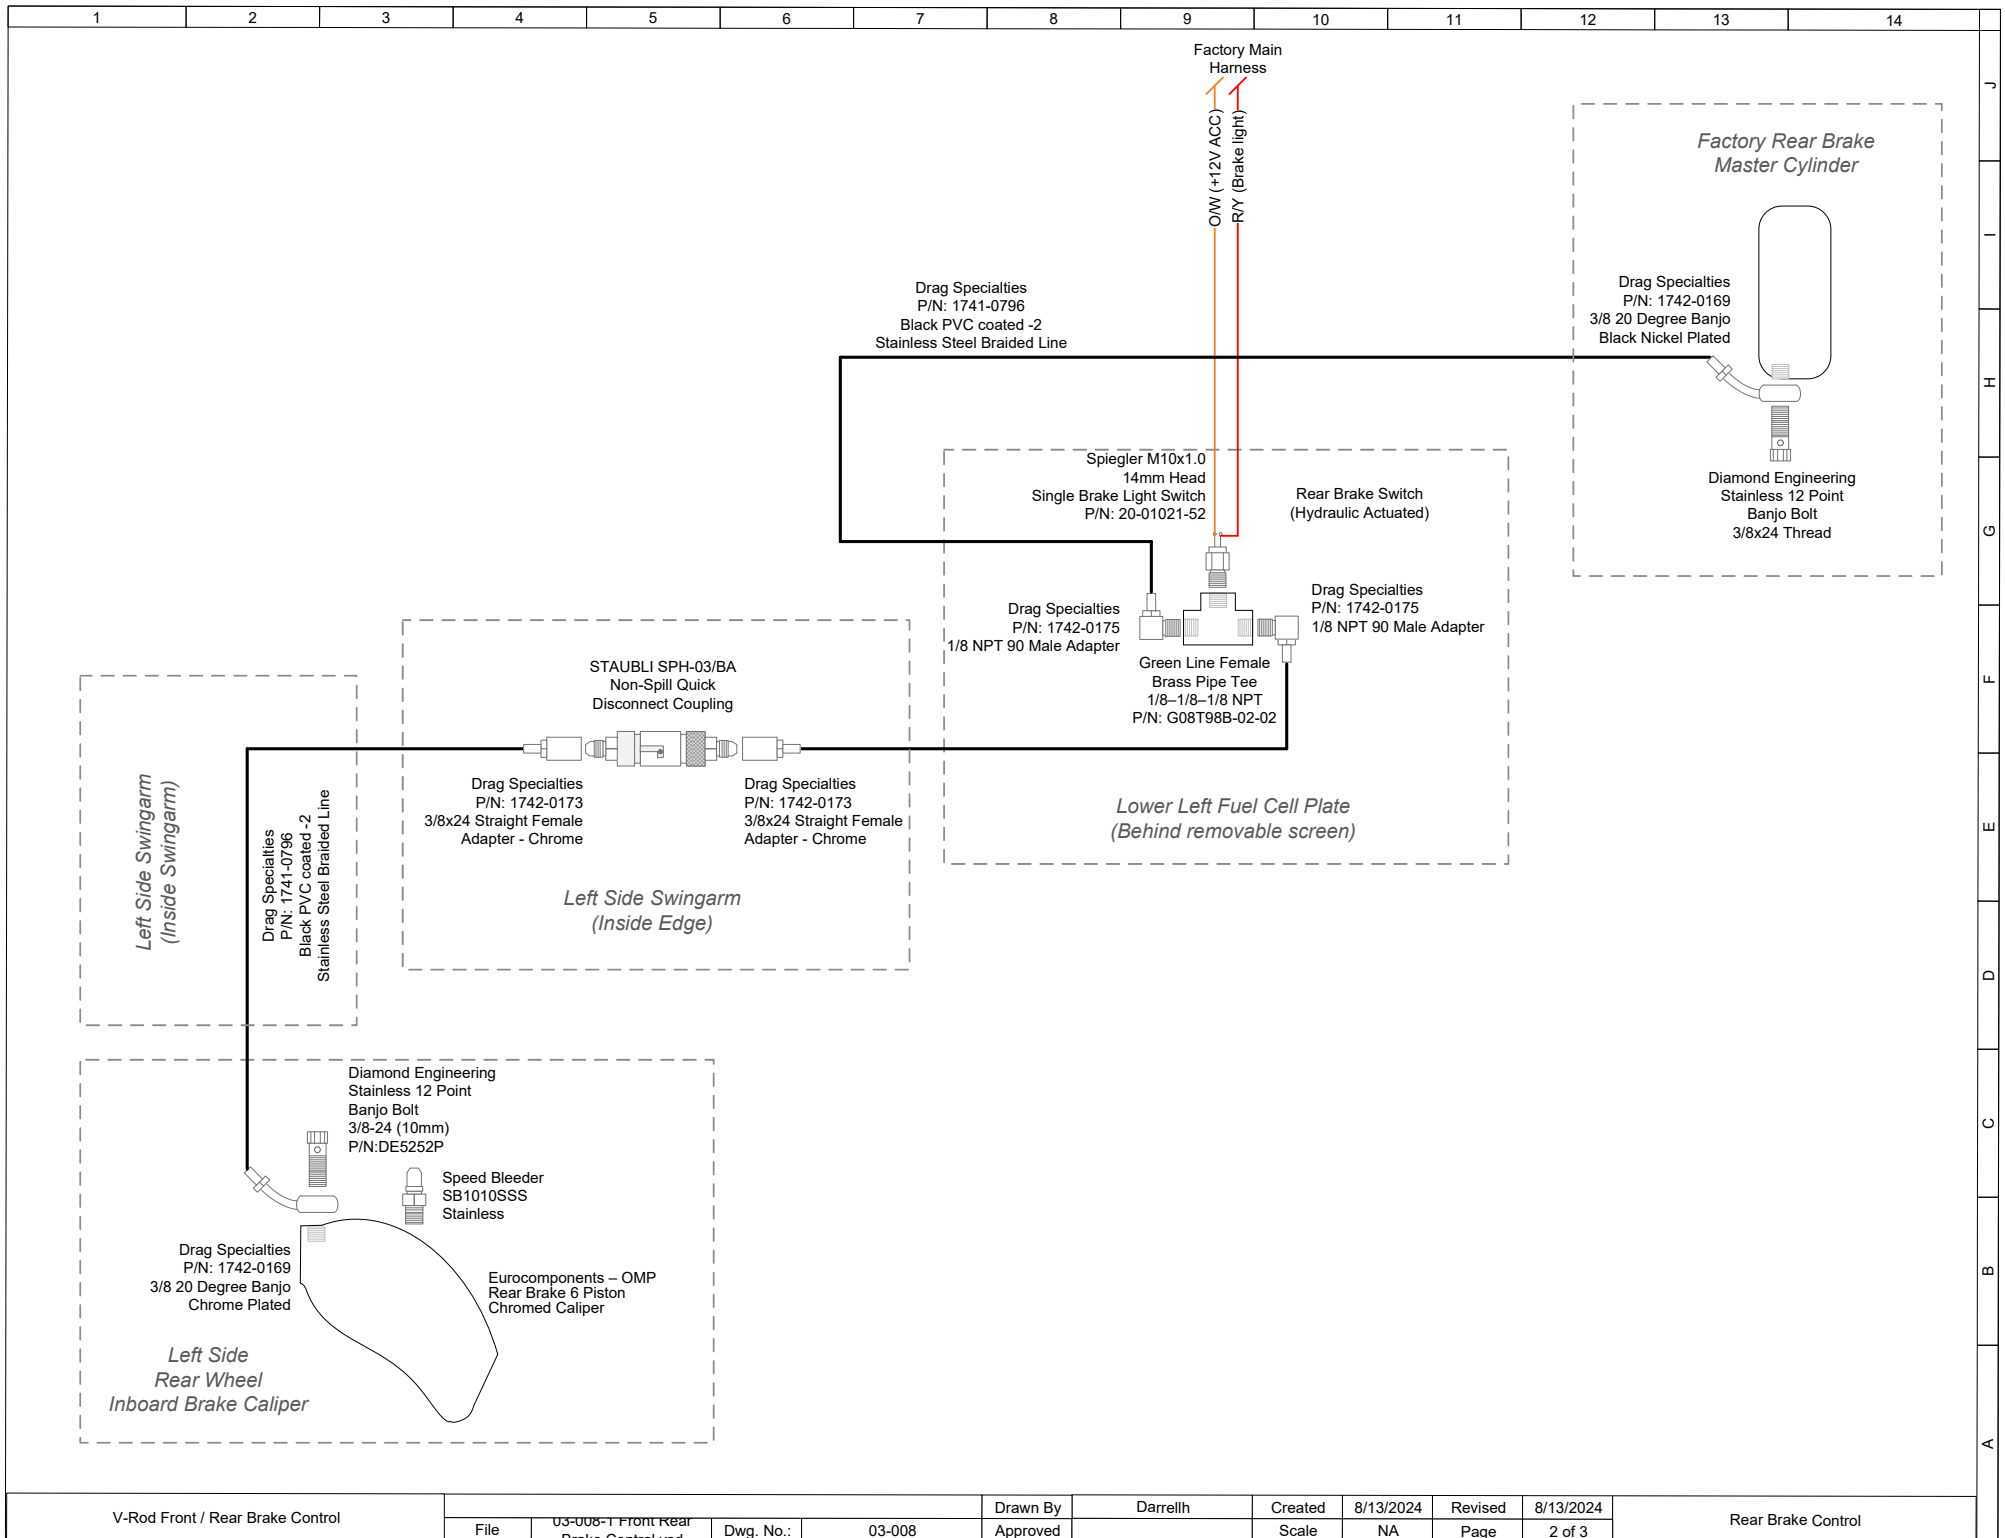 1 2 3 4 5 6 7 8 9 10 11 12 13 14
J
I
H
G
F
E
D
C
B
A
Factory Main
Harness
O/W (+12V ACC)
R/Y (Brake light)
Factory Rear Brake
Master Cylinder
Drag Specialties
P/N: 1742-0169
3/8 20 Degree Banjo
Black Nickel Plated
Diamond Engineering
Stainless 12 Point
Banjo Bolt
3/8x24 Thread
Drag Specialties
P/N: 1741-0796
Black PVC coated -2
Stainless Steel Braided Line
Spiegler M10x1.0
14mm Head
Single Brake Light Switch
P/N: 20-01021-52
Rear Brake Switch
(Hydraulic Actuated)
Drag Specialties
P/N: 1742-0175
1/8 NPT 90 Male Adapter
Drag Specialties
P/N: 1742-0175
1/8 NPT 90 Male Adapter
Green Line Female
Brass Pipe Tee
1/8–1/8–1/8 NPT
P/N: G08T98B-02-02
Lower Left Fuel Cell Plate
(Behind removable screen)
STAUBLI SPH-03/BA
Non-Spill Quick
Disconnect Coupling
Drag Specialties
P/N: 1742-0173
3/8x24 Straight Female
Adapter - Chrome
Drag Specialties
P/N: 1742-0173
3/8x24 Straight Female
Adapter - Chrome
Left Side Swingarm
(Inside Edge)
Left Side Swingarm
(Inside Swingarm)
Drag Specialties
P/N: 1741-0796
Black PVC coated -2
Stainless Steel Braided Line
Diamond Engineering
Stainless 12 Point
Banjo Bolt
3/8-24 (10mm)
P/N:DE5252P
Speed Bleeder
SB1010SSS
Stainless
Drag Specialties
P/N: 1742-0169
3/8 20 Degree Banjo
Chrome Plated
Eurocomponents – OMP
Rear Brake 6 Piston
Chromed Caliper
Left Side
Rear Wheel
Inboard Brake Caliper
V-Rod Front / Rear Brake Control
File
03-008-1 Front Rear
Brake Control.vsd
Dwg. No.:
03-008
Drawn By
Darrellh
Created
8/13/2024
Revised
8/13/2024
Approved
Scale
NA
Page
2 of 3
Rear Brake Control